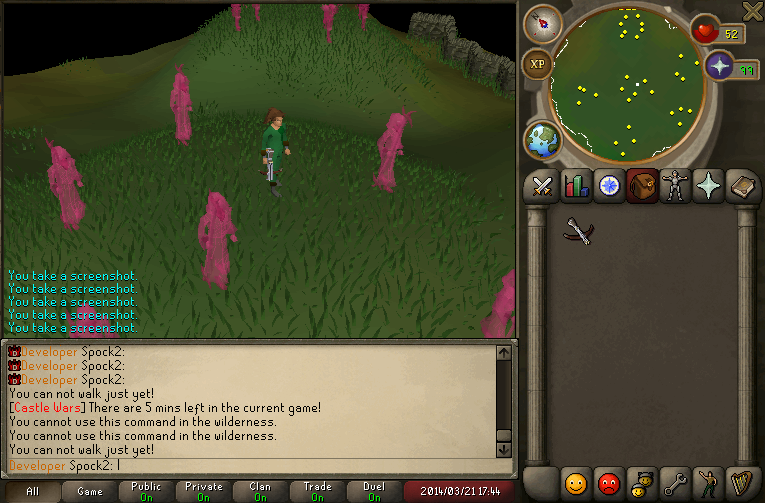 XP
52
99
You take a screenshot.
You take a screenshot.
You take a screenshot.
You take a screenshot.
You take a screenshot.
Developer Spock2:
Developer Spock2:
Developer Spock2:
You can not walk just yet!
[Castle Wars] There are 5 mins left in the current game!
You cannot use this command in the wilderness.
You cannot use this command in the wilderness.
You can not walk just yet!
Developer Spock2: |
All
Game
Public
On
Private
On
Clan
On
Trade
On
Duel
On
2014/03/21 17:44